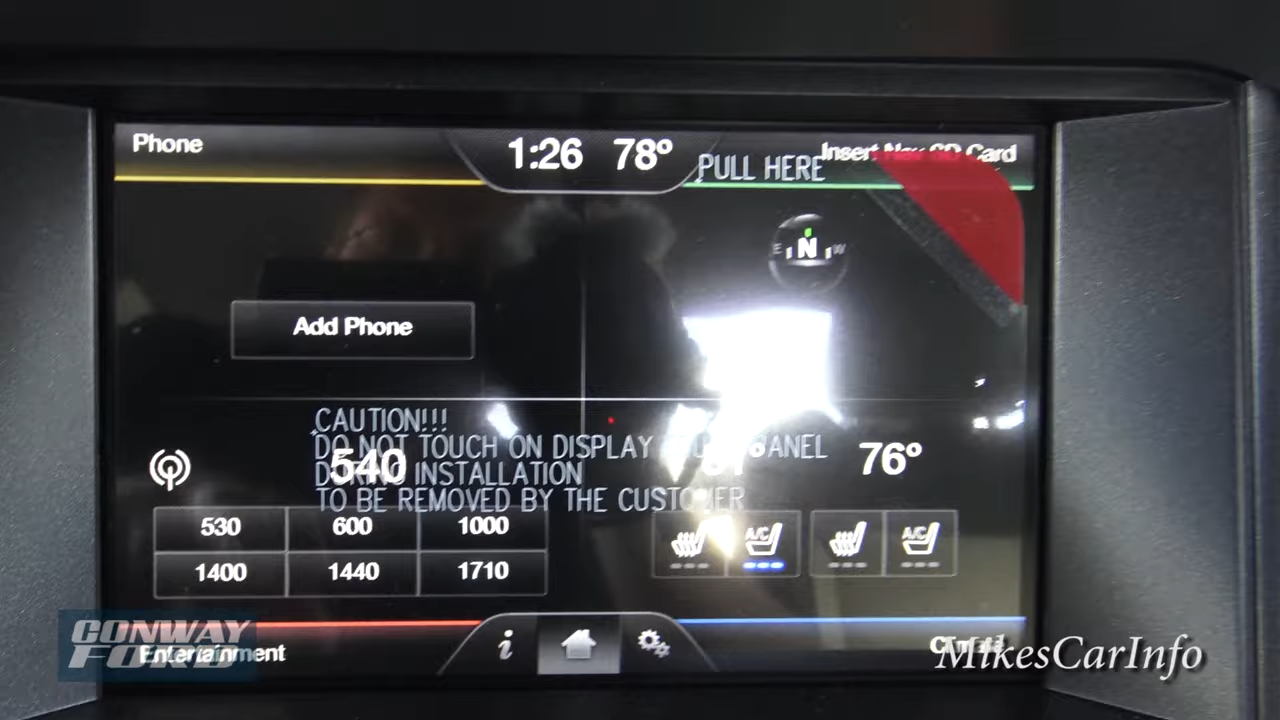 Phone
1:26 78°
Insert Nav SD Card
PULL HERE
E N W
Add Phone
CAUTION!!!
DO NOT TOUCH ON DISPLAY PANEL
DURING INSTALLATION
TO BE REMOVED BY THE CUSTOMER
540
76°
530 600 1000
A/C A/C
1400 1440 1710
CONWAY
FORD
Entertainment
i
MikesCarInfo